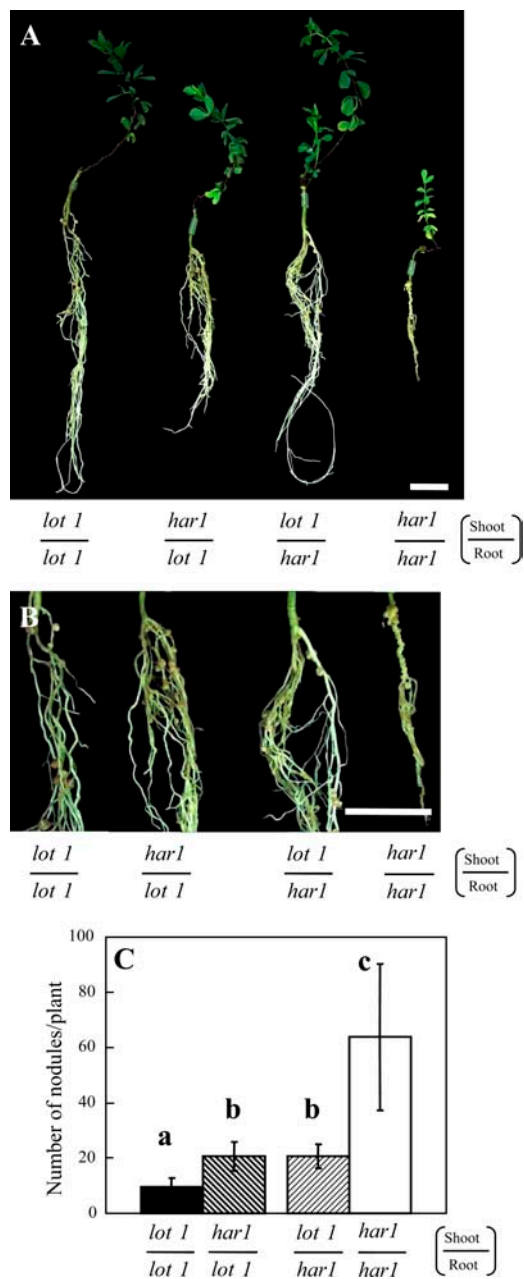 A
lot 1 har1 lot 1 har1 Shoot
lot 1 lot 1 har1 har1 Root
B
lot 1 har1 lot 1 har1 Shoot
lot 1 lot 1 har1 har1 Root
C
Number of nodules/plant
100
80
60
40
20
0
a b b c
lot 1 har1 lot 1 har1 Shoot
lot 1 lot 1 har1 har1 Root